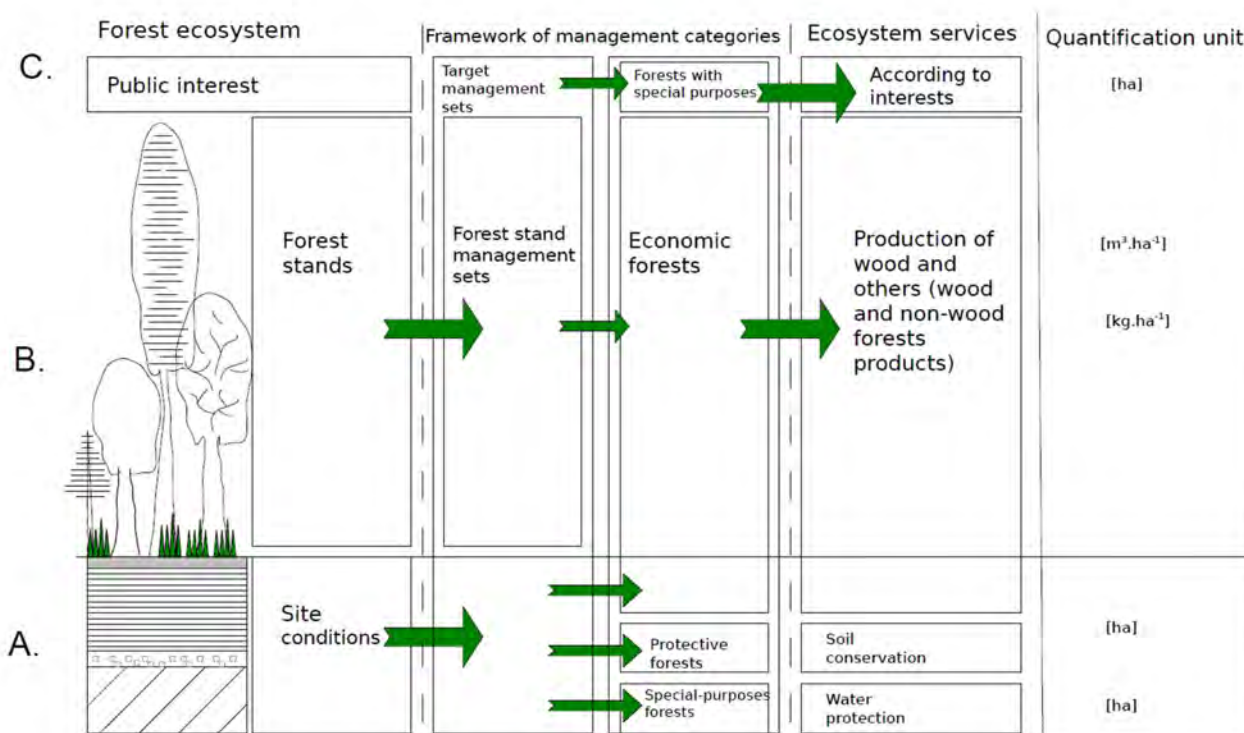 Forest ecosystem
Framework of management categories
Ecosystem services
Quantification unit
C.
Public interest
Target
management
sets
Forests with
special purposes
According to
interests
[ha]
B.
Forest
stands
Forest stand
management
sets
Economic
forests
Production of
wood and
others (wood
and non-wood
forests
products)
[m³.ha⁻¹]
[kg.ha⁻¹]
A.
Site
conditions
Protective
forests
Soil
conservation
[ha]
Special-purposes
forests
Water
protection
[ha]